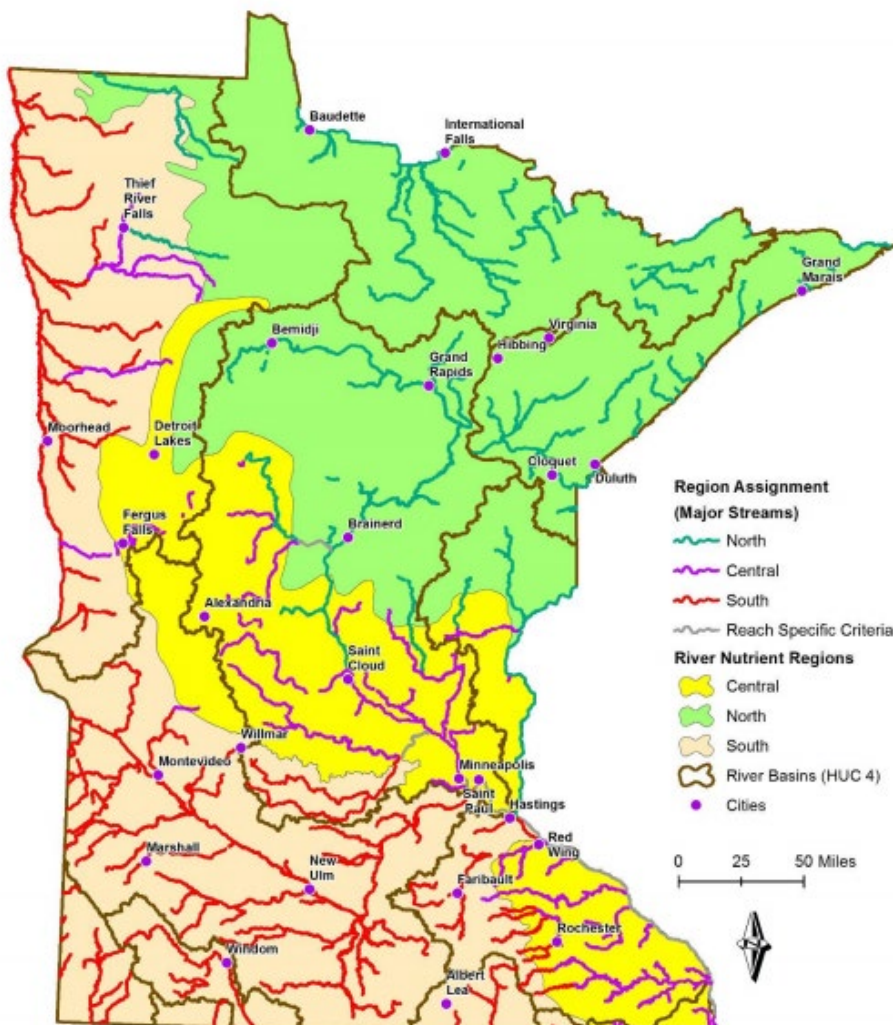 Baudette
International
Falls
Thief
River
Falls
Grand
Marais
Bemidji
Virginia
Hibbing
Grand
Rapids
Moorhead
Detroit
Lakes
Cloquet
Duluth
Fergus
Falls
Brainerd
Alexandria
Saint
Cloud
Willmar
Montevideo
Minneapolis
Saint
Paul
Hastings
Red
Wing
Marshall
New
Ulm
Faribault
Rochester
Windom
Albert
Lea
Region Assignment
(Major Streams)
North
Central
South
Reach Specific Criteria
River Nutrient Regions
Central
North
South
River Basins (HUC 4)
Cities
0 25 50 Miles